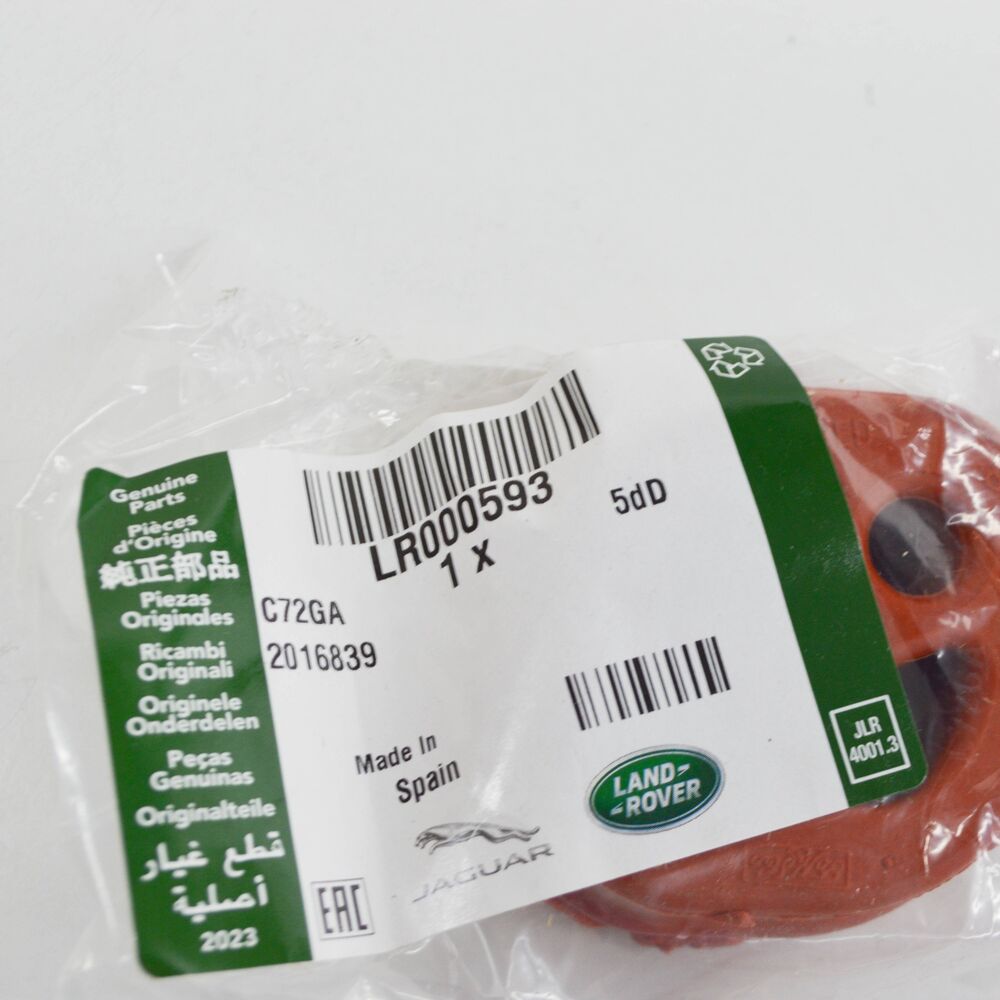 Genuine
Parts
Pièces
d'Origine
純正部品
Piezas
Originales
Ricambi
Originali
Originele
Onderdelen
Peças
Genuinas
Originalteile
قطع غيار
أصلية
2023
LR000593
1 X
5dD
C72GA
2016839
Made In
Spain
EAC
JAGUAR
LAND-
-ROVER
JLR
4001.3